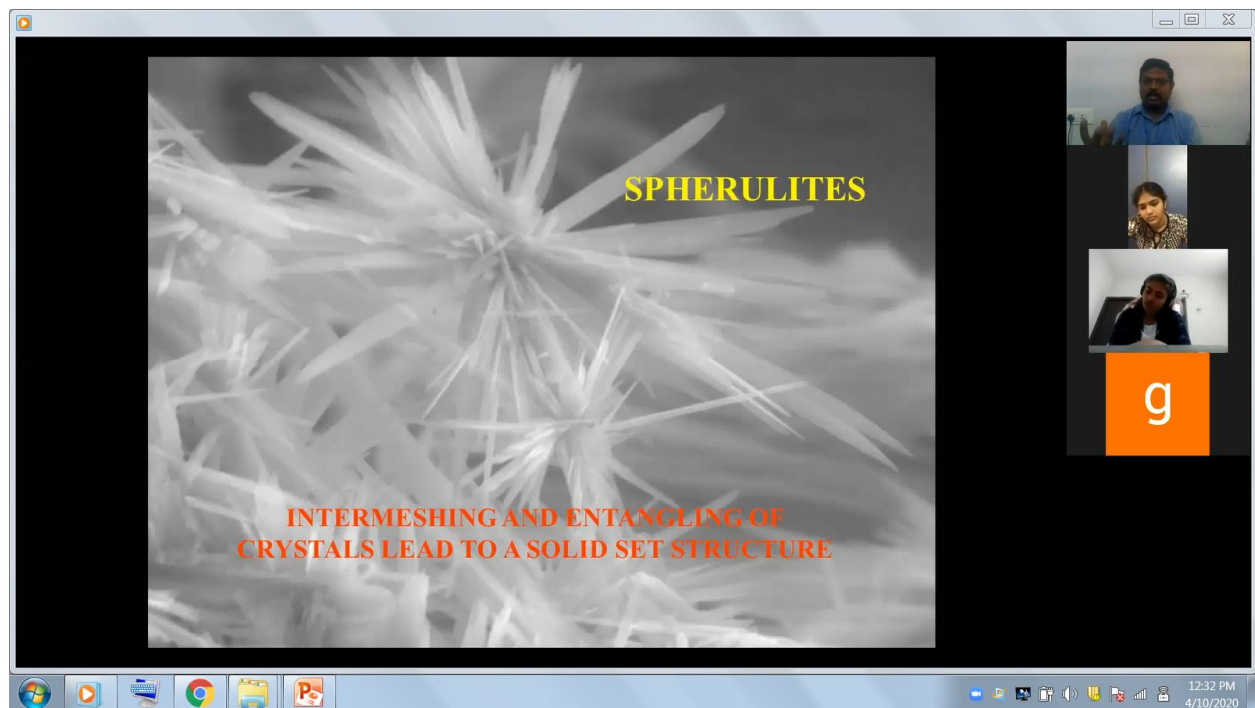 SPHERULITES
INTERMESHING AND ENTANGLING OF
CRYSTALS LEAD TO A SOLID SET STRUCTURE
g
12:32 PM
4/10/2020